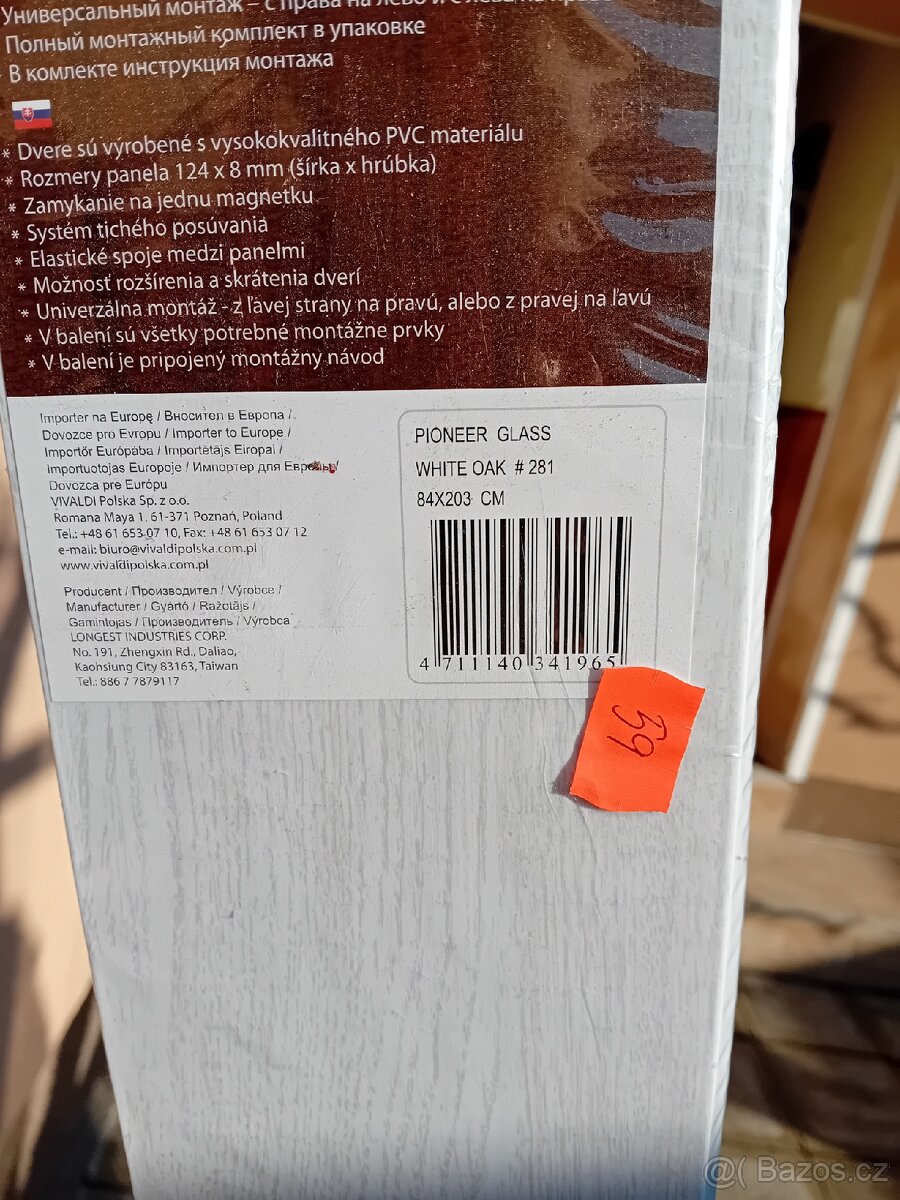 Универсальный монтаж – с права на лево и с лева на право
Полный монтажный комплект в упаковке
В комлекте инструкция монтажа
* Dvere sú výrobené s vysokokvalitného PVC materiálu
* Rozmery panela 124 x 8 mm (šírka x hrúbka)
* Zamykanie na jednu magnetku
* Systém tichého posúvania
* Elastické spoje medzi panelmi
* Možnosť rozšírenia a skrátenia dverí
* Univerzálna montáž - z ľavej strany na pravú, alebo z pravej na ľavú
* V balení sú všetky potrebné montážne prvky
* V balení je pripojený montážny návod
Importer na Europę / Вносител в Европа /
Dovozce pro Evropu / Importer to Europe /
Importőr Európába / Importētājs Eiropai /
Importuotojas Europoje / Импортер для Европы/
Dovozca pre Európu
VIVALDI Polska Sp. z o.o.
Romana Maya 1, 61-371 Poznań, Poland
Tel.: +48 61 653 07 10, Fax: +48 61 653 07 12
e-mail: biuro@vivaldipolska.com.pl
www.vivaldipolska.com.pl
Producent / Производител / Výrobce /
Manufacturer / Gyártó / Ražotājs /
Gamintojas / Производитель / Výrobca
LONGEST INDUSTRIES CORP.
No. 191, Zhengxin Rd., Daliao,
Kaohsiung City 83163, Taiwan
Tel.: 886 7 7879117
PIONEER GLASS
WHITE OAK # 281
84X203 CM
4 711140 341965
59
@( Bazos.cz